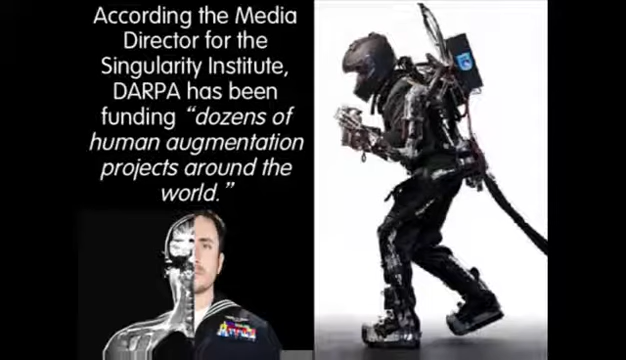 According the Media
Director for the
Singularity Institute,
DARPA has been
funding “dozens of
human augmentation
projects around the
world.”